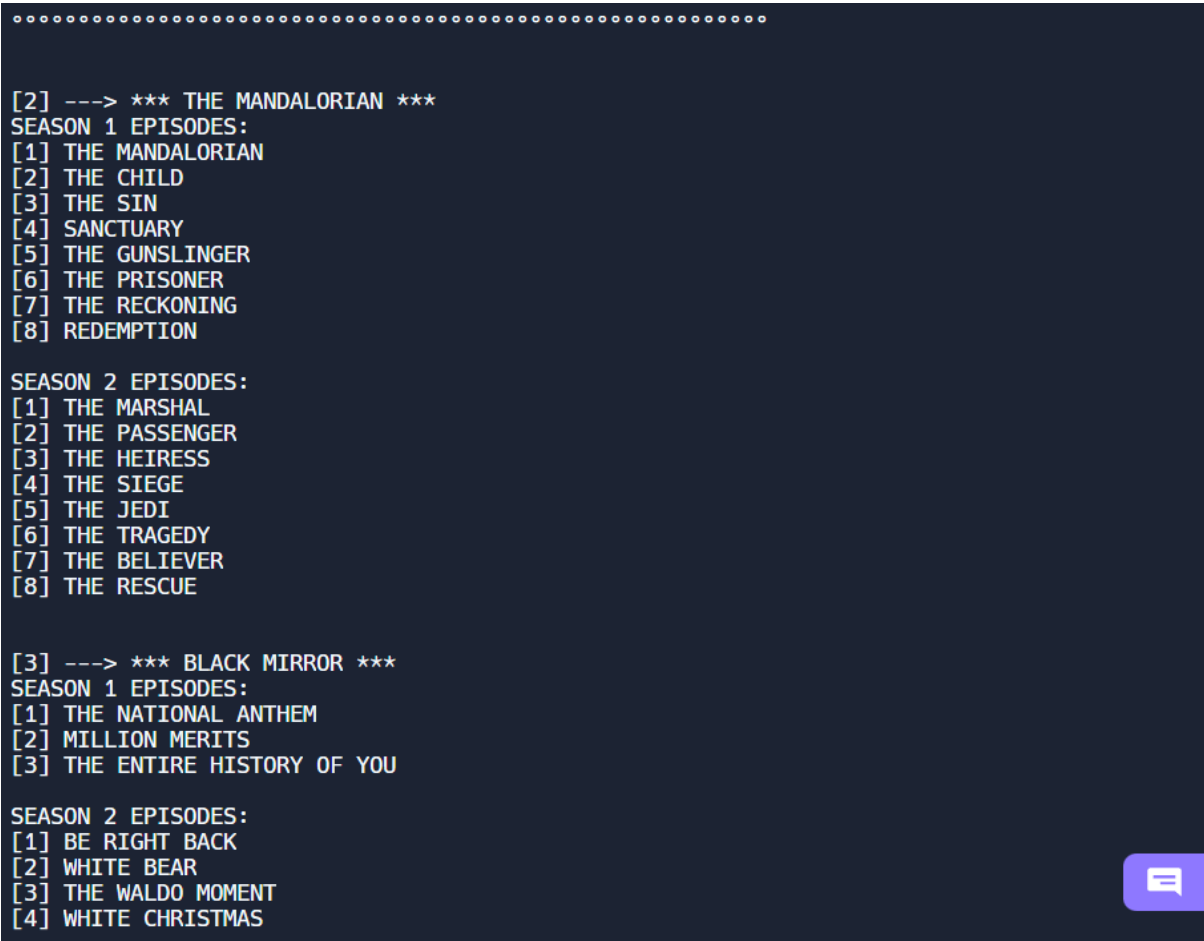 °°°°°°°°°°°°°°°°°°°°°°°°°°°°°°°°°°°°°°°°°°°°°°°°°°°°°°°°°
[2] ---> *** THE MANDALORIAN ***
SEASON 1 EPISODES:
[1] THE MANDALORIAN
[2] THE CHILD
[3] THE SIN
[4] SANCTUARY
[5] THE GUNSLINGER
[6] THE PRISONER
[7] THE RECKONING
[8] REDEMPTION
SEASON 2 EPISODES:
[1] THE MARSHAL
[2] THE PASSENGER
[3] THE HEIRESS
[4] THE SIEGE
[5] THE JEDI
[6] THE TRAGEDY
[7] THE BELIEVER
[8] THE RESCUE
[3] ---> *** BLACK MIRROR ***
SEASON 1 EPISODES:
[1] THE NATIONAL ANTHEM
[2] MILLION MERITS
[3] THE ENTIRE HISTORY OF YOU
SEASON 2 EPISODES:
[1] BE RIGHT BACK
[2] WHITE BEAR
[3] THE WALDO MOMENT
[4] WHITE CHRISTMAS